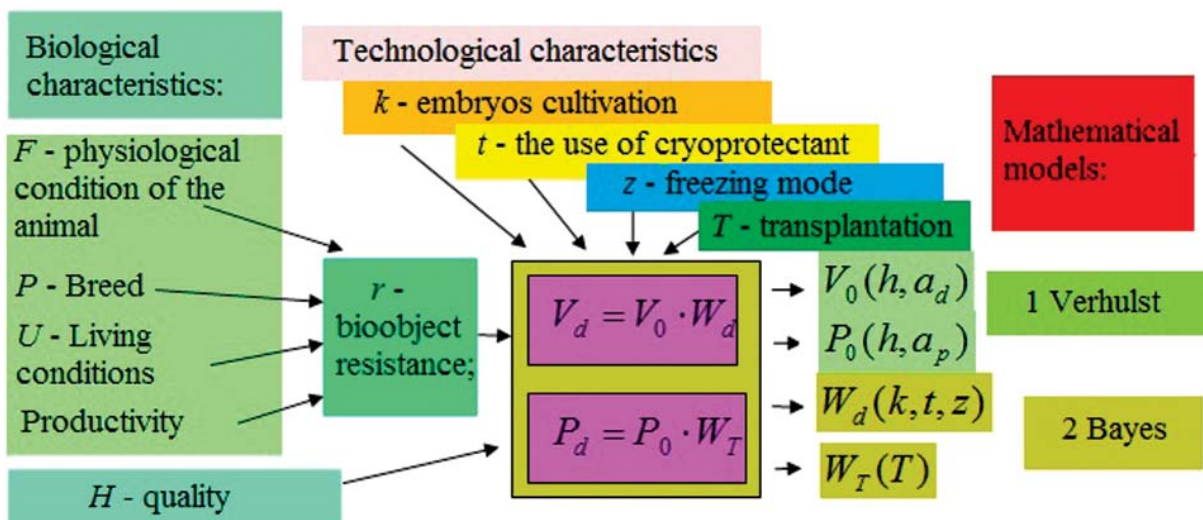 Biological
characteristics:
F - physiological
condition of the
animal
P - Breed
U - Living
conditions
Productivity
H - quality
r -
bioobject
resistance;
Technological characteristics
k - embryos cultivation
t - the use of cryoprotectant
z - freezing mode
T - transplantation
V_d = V_0 · W_d
P_d = P_0 · W_T
V_0(h, a_d)
P_0(h, a_p)
W_d(k, t, z)
W_T(T)
Mathematical
models:
1 Verhulst
2 Bayes